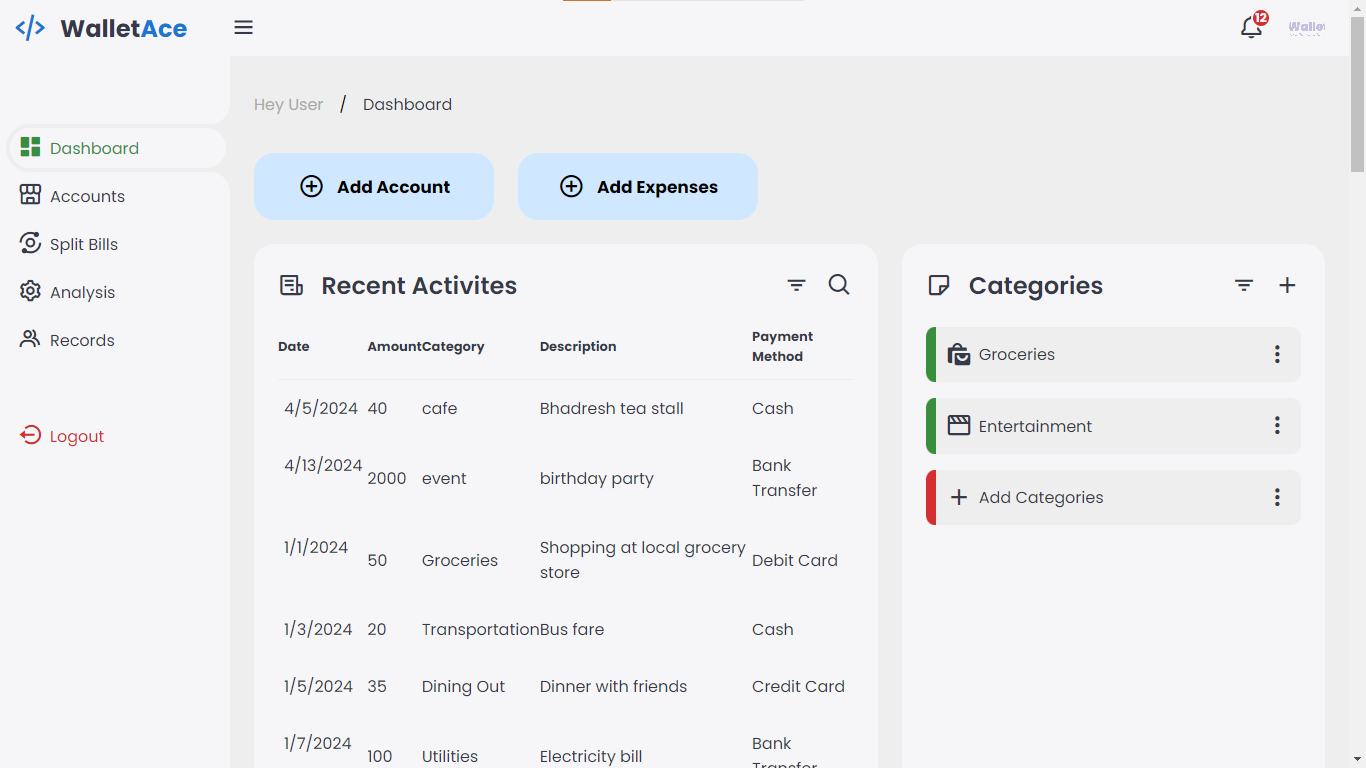 WalletAce
12
Wallet
Hey User / Dashboard
Dashboard
Accounts
Split Bills
Analysis
Records
Logout
Add Account
Add Expenses
Recent Activites
Date Amount Category Description Payment Method
4/5/2024 40 cafe Bhadresh tea stall Cash
4/13/2024 2000 event birthday party Bank Transfer
1/1/2024 50 Groceries Shopping at local grocery store Debit Card
1/3/2024 20 Transportation Bus fare Cash
1/5/2024 35 Dining Out Dinner with friends Credit Card
1/7/2024 100 Utilities Electricity bill Bank Transfer
Categories
Groceries
Entertainment
Add Categories